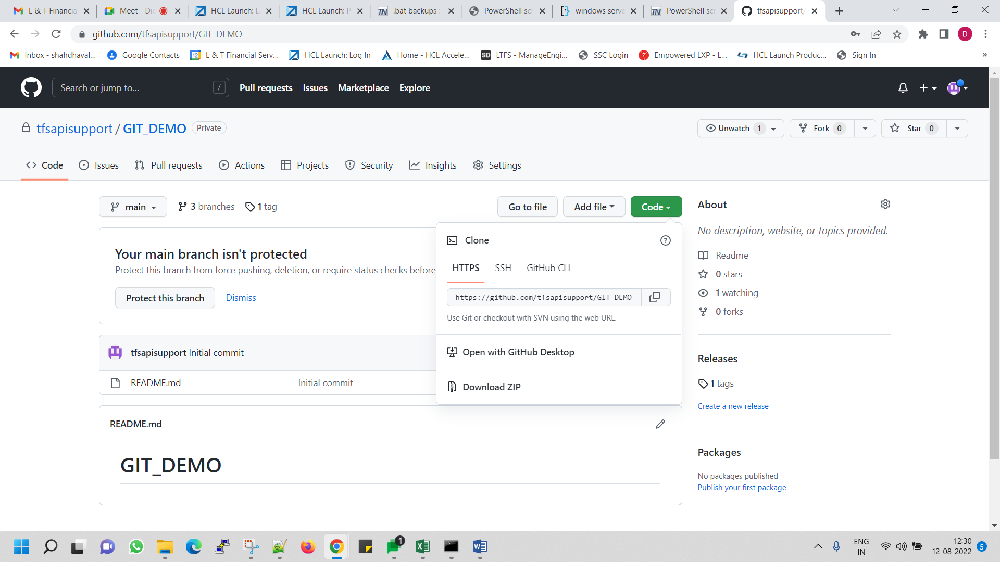 L & T Financial
Meet - Dig
HCL Launch: L
HCL Launch: P
.bat backups :
PowerShell scr
windows serve
PowerShell scr
tfsapisupport/
github.com/tfsapisupport/GIT_DEMO
D
Inbox - shahdhaval...
Google Contacts
12
L & T Financial Serv...
HCL Launch: Log In
Home - HCL Accele...
SD
LTFS - ManageEngi...
SSC Login
Empowered LXP - L...
HCL Launch Produc...
Sign In
»
Search or jump to...
/
Pull requests
Issues
Marketplace
Explore
tfsapisupport / GIT_DEMO
Private
Unwatch 1
Fork 0
Star 0
Code
Issues
Pull requests
Actions
Projects
Security
Insights
Settings
main
3 branches
1 tag
Go to file
Add file
Code
Your main branch isn't protected
Protect this branch from force pushing, deletion, or require status checks before
Protect this branch
Dismiss
tfsapisupport Initial commit
README.md
Initial commit
Clone
HTTPS
SSH
GitHub CLI
https://github.com/tfsapisupport/GIT_DEMO
Use Git or checkout with SVN using the web URL.
Open with GitHub Desktop
Download ZIP
README.md
GIT_DEMO
About
No description, website, or topics provided.
Readme
0 stars
1 watching
0 forks
Releases
1 tags
Create a new release
Packages
No packages published
Publish your first package
1
ENG
IN
12:30
12-08-2022
5